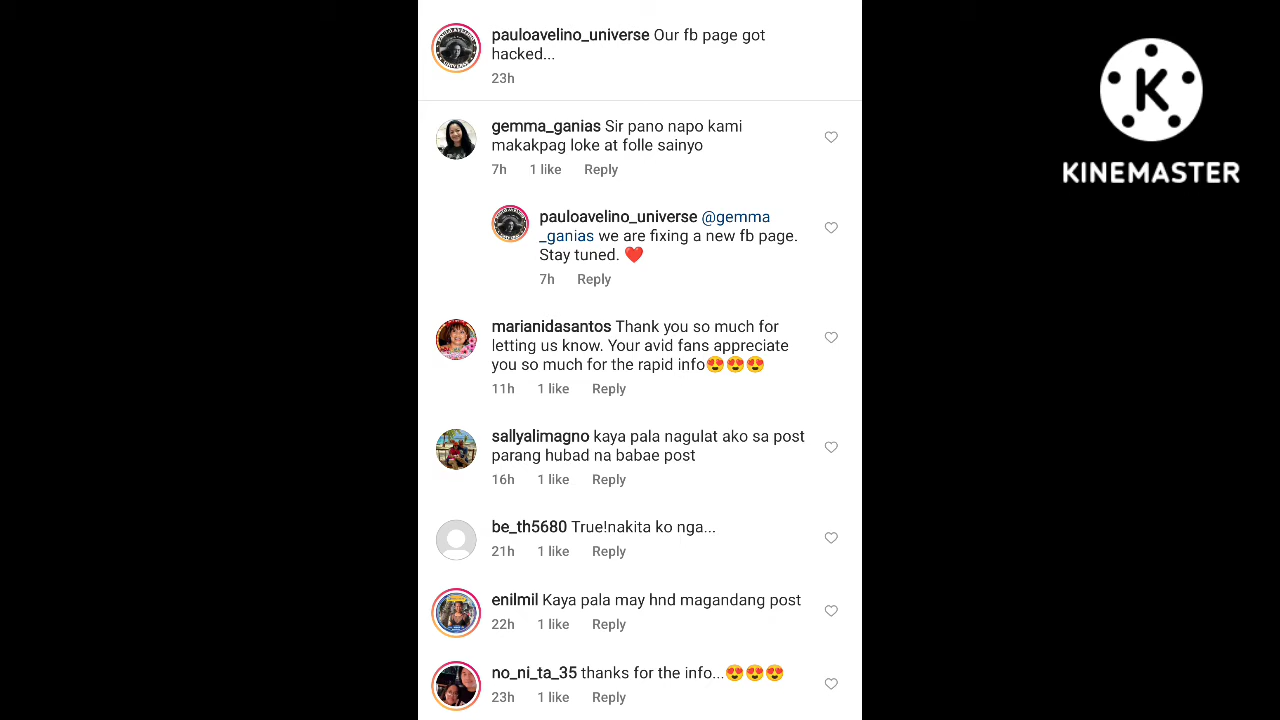 pauloavelino_universe Our fb page got
hacked...
23h
gemma_ganias Sir pano napo kami
makakpag loke at folle sainyo
7h 1 like Reply
pauloavelino_universe @gemma
_ganias we are fixing a new fb page.
Stay tuned. ❤️
7h Reply
marianidasantos Thank you so much for
letting us know. Your avid fans appreciate
you so much for the rapid info😍😍😍
11h 1 like Reply
sallyalimagno kaya pala nagulat ako sa post
parang hubad na babae post
16h 1 like Reply
be_th5680 True!nakita ko nga...
21h 1 like Reply
enilmil Kaya pala may hnd magandang post
22h 1 like Reply
no_ni_ta_35 thanks for the info...😍😍😍
23h 1 like Reply
K
KINEMASTER